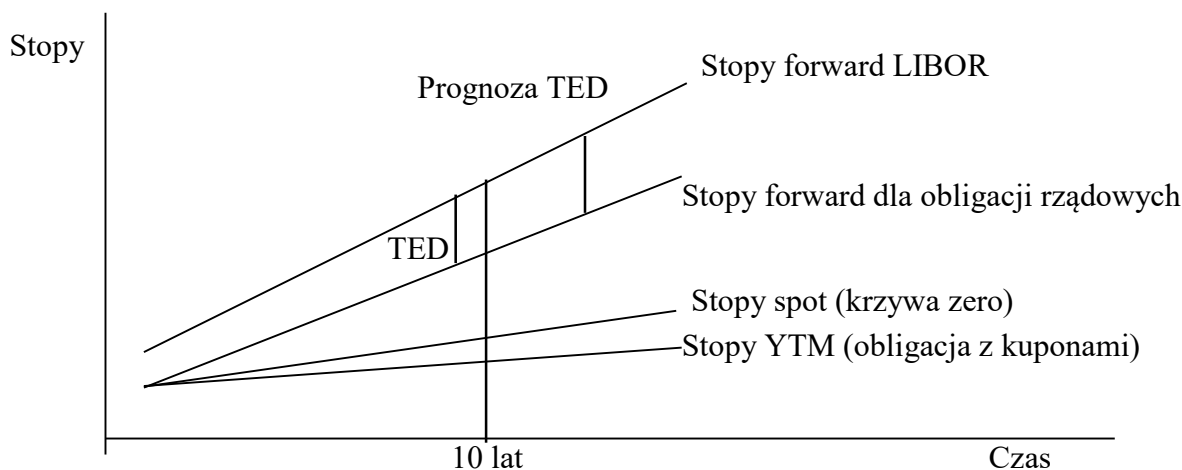 Stopy
Stopy forward LIBOR
Prognoza TED
Stopy forward dla obligacji rządowych
TED
Stopy spot (krzywa zero)
Stopy YTM (obligacja z kuponami)
10 lat
Czas